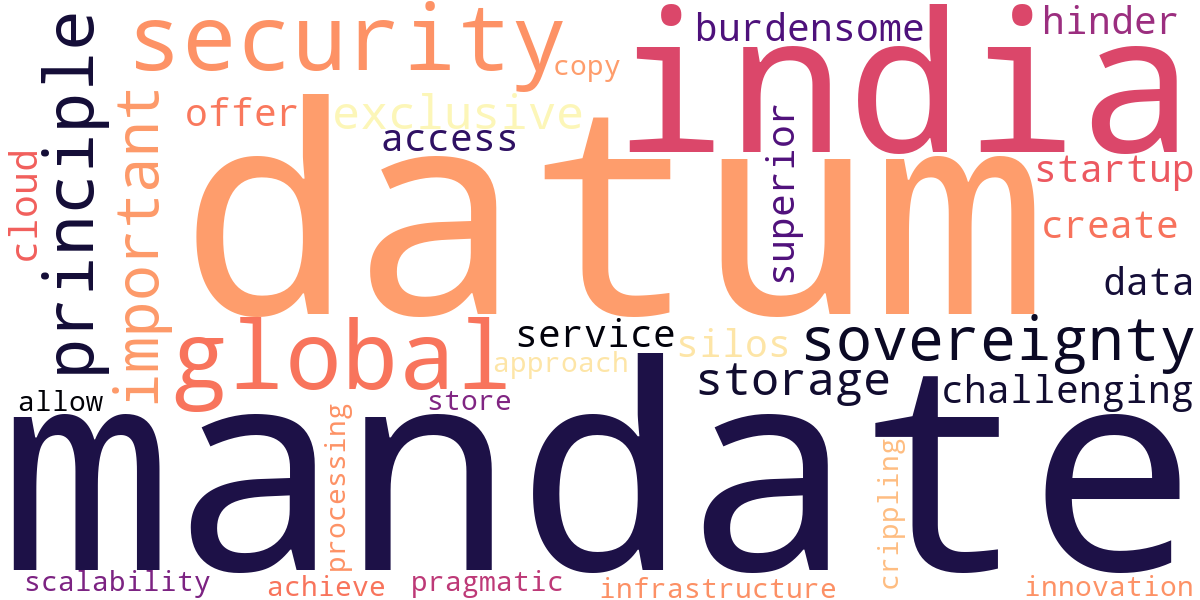 security
india
burdensome
hinder
copy
principle
important
offer
exclusive
access
datum
superior
cloud
startup
create
data
global
service
approach
silos
sovereignty
storage
challenging
allow
store
mandate
processing
crippling
scalability
achieve
pragmatic
infrastructure
innovation